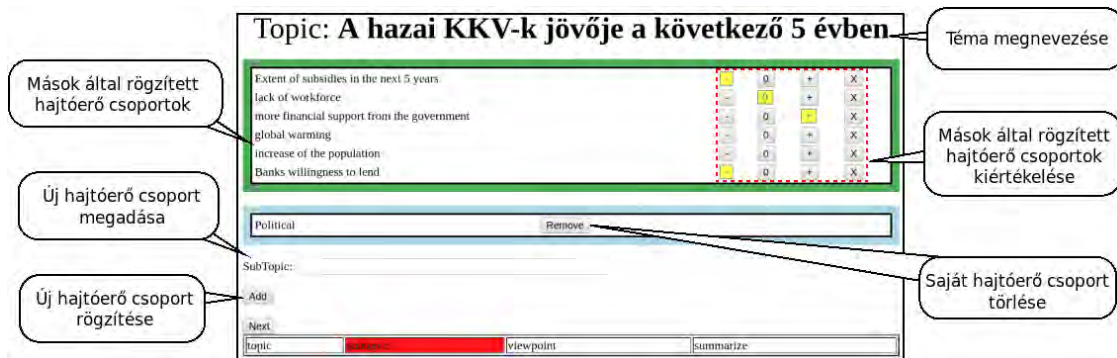 Topic: A hazai KKV-k jövője a következő 5 évben
Téma megnevezése
Mások által rögzített
hajtóerő csoportok
Extent of subsidies in the next 5 years - 0 + X
lack of workforce - 0 + X
more financial support from the government - 0 + X
global warming - 0 + X
increase of the population - 0 + X
Banks willingness to lend - 0 + X
Mások által rögzített
hajtóerő csoportok
kiértékelése
Új hajtóerő csoport
megadása
Political Remove
SubTopic:
Saját hajtóerő csoport
törlése
Új hajtóerő csoport
rögzítése
Add
Next
topic viewpoint summarize